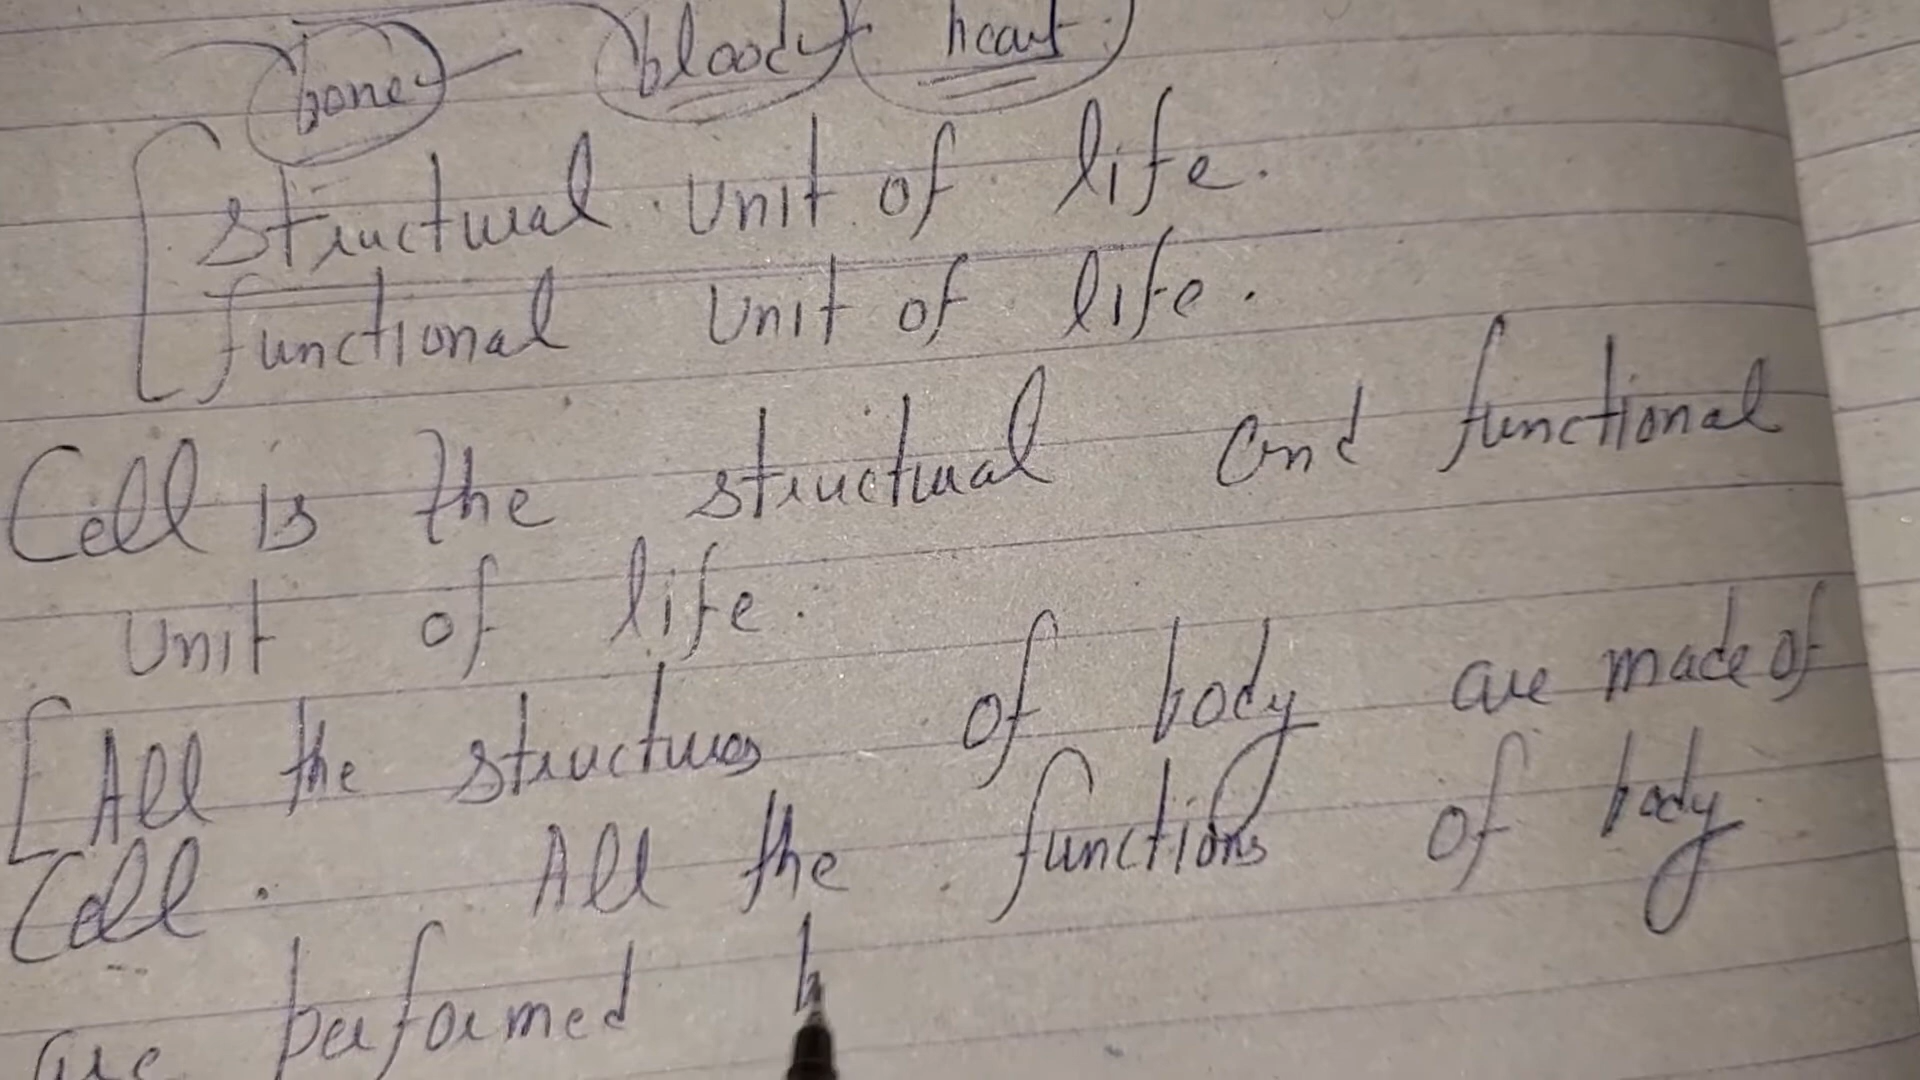 bone blood heart
structural unit of life.
functional unit of life.
Cell is the structural and functional
unit of life.
All the structures of body are made of
Cell. All the functions of body
are performed b